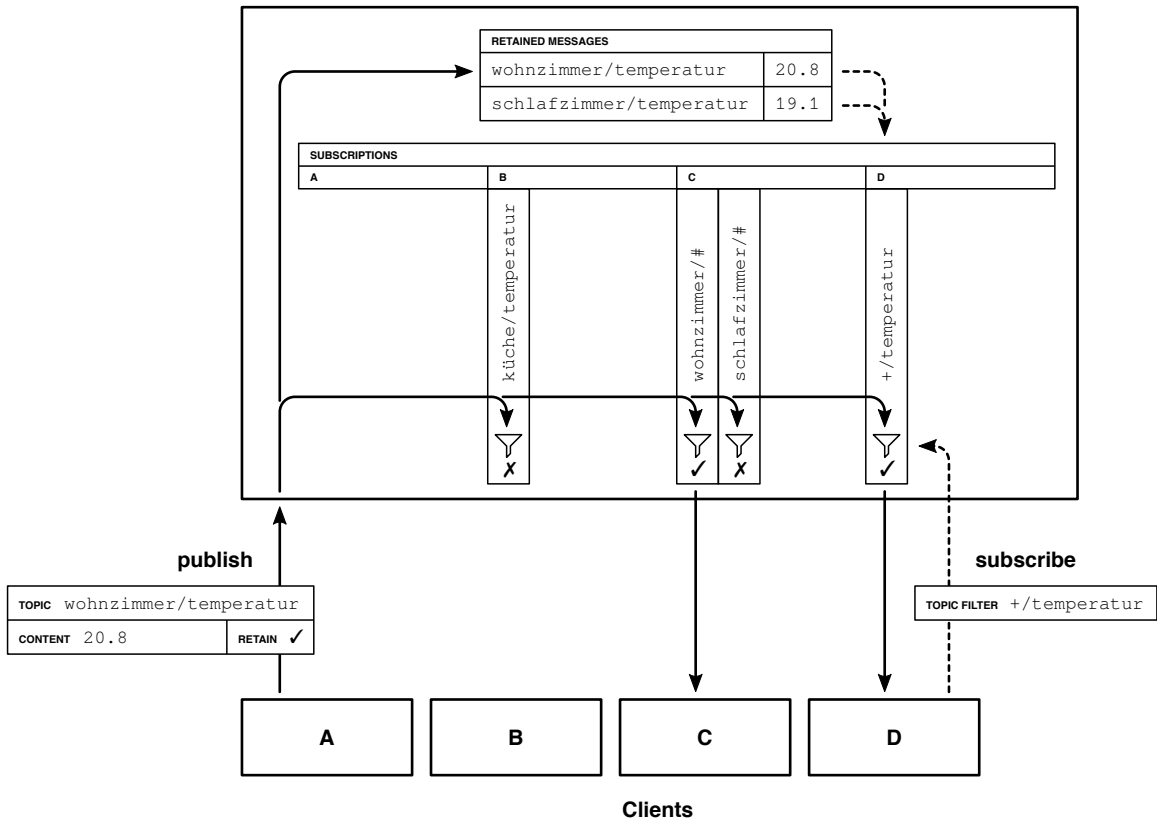 RETAINED MESSAGES
wohnzimmer/temperatur 20.8
schlafzimmer/temperatur 19.1
SUBSCRIPTIONS
A B C D
küche/temperatur
wohnzimmer/#
schlafzimmer/#
+/temperatur
✗ ✓ ✗ ✓
publish
TOPIC wohnzimmer/temperatur
CONTENT 20.8 RETAIN ✓
subscribe
TOPIC FILTER +/temperatur
A B C D
Clients